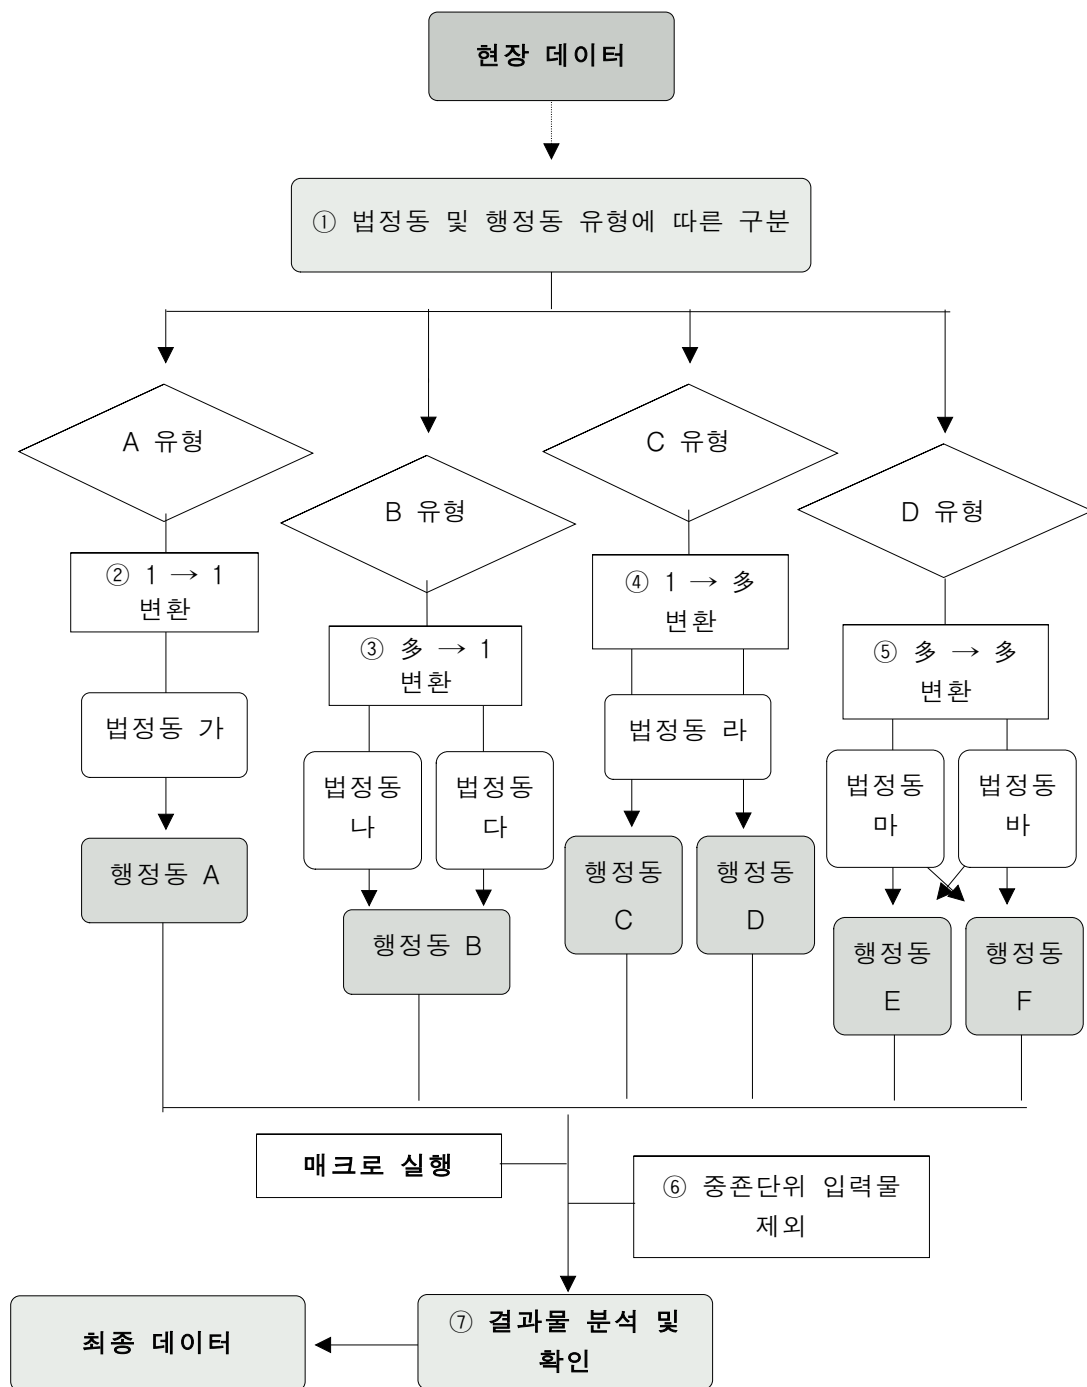 현장 데이터
① 법정동 및 행정동 유형에 따른 구분
A 유형
B 유형
C 유형
D 유형
② 1 → 1
변환
③ 多 → 1
변환
④ 1 → 多
변환
⑤ 多 → 多
변환
법정동 가
법정동
나
법정동
다
법정동 라
법정동
마
법정동
바
행정동 A
행정동 B
행정동
C
행정동
D
행정동
E
행정동
F
매크로 실행
⑥ 중죤단위 입력물
제외
⑦ 결과물 분석 및
확인
최종 데이터